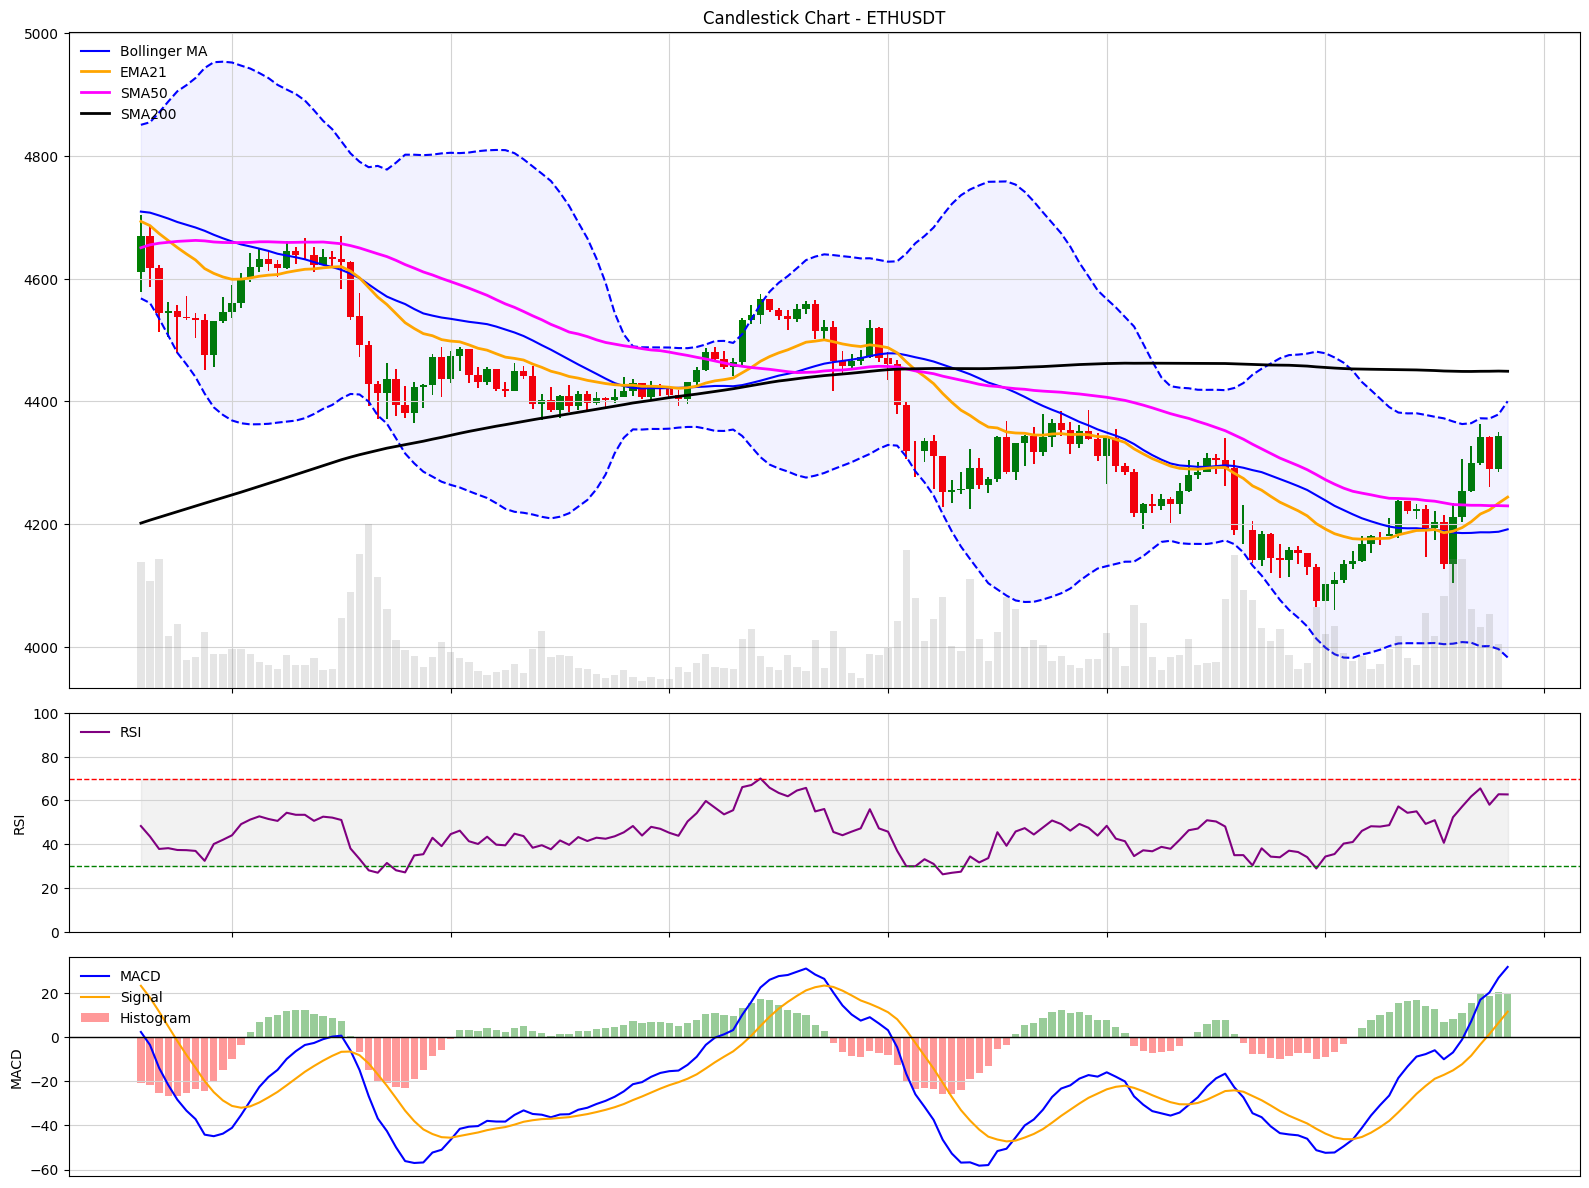 Candlestick Chart - ETHUSDT
5000
4800
4600
4400
4200
4000
Bollinger MA
EMA21
SMA50
SMA200
100
80
60
40
20
0
RSI
RSI
20
0
−20
−40
−60
MACD
MACD
Signal
Histogram